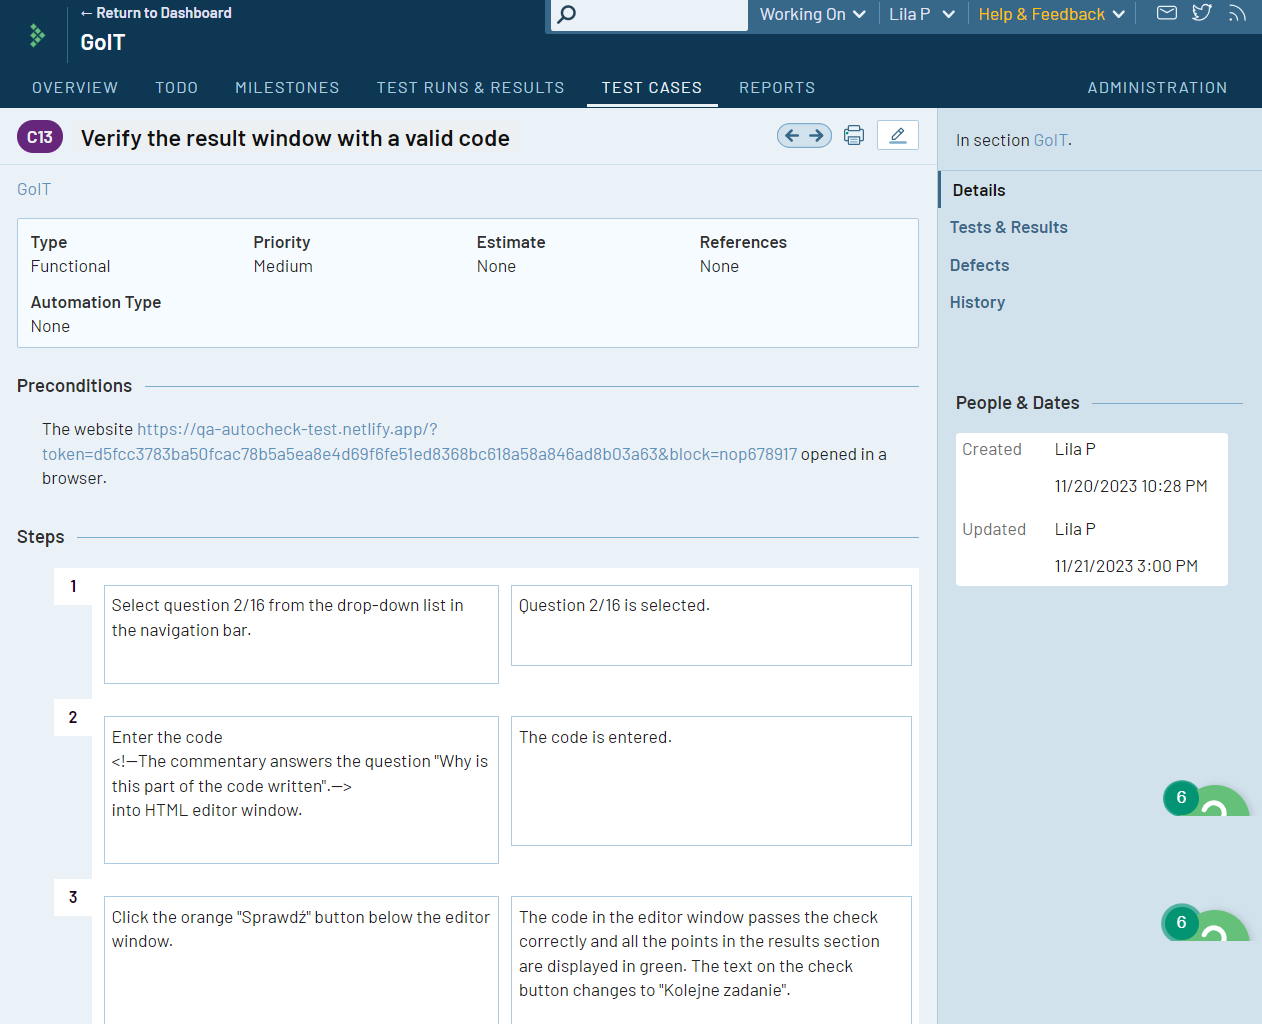 ← Return to Dashboard
GoIT
Working On
Lila P
Help & Feedback
OVERVIEW
TODO
MILESTONES
TEST RUNS & RESULTS
TEST CASES
REPORTS
ADMINISTRATION
C13
Verify the result window with a valid code
GoIT
Type
Functional
Priority
Medium
Estimate
None
References
None
Automation Type
None
Preconditions
The website https://qa-autocheck-test.netlify.app/?
token=d5fcc3783ba50fcac78b5a5ea8e4d69f6fe51ed8368bc618a58a846ad8b03a63&block=nop678917 opened in a
browser.
Steps
1
Select question 2/16 from the drop-down list in
the navigation bar.
Question 2/16 is selected.
2
Enter the code
<!--The commentary answers the question "Why is
this part of the code written".-->
into HTML editor window.
The code is entered.
3
Click the orange "Sprawdź" button below the editor
window.
The code in the editor window passes the check
correctly and all the points in the results section
are displayed in green. The text on the check
button changes to "Kolejne zadanie".
In section GoIT.
Details
Tests & Results
Defects
History
People & Dates
Created
Lila P
11/20/2023 10:28 PM
Updated
Lila P
11/21/2023 3:00 PM
6
6